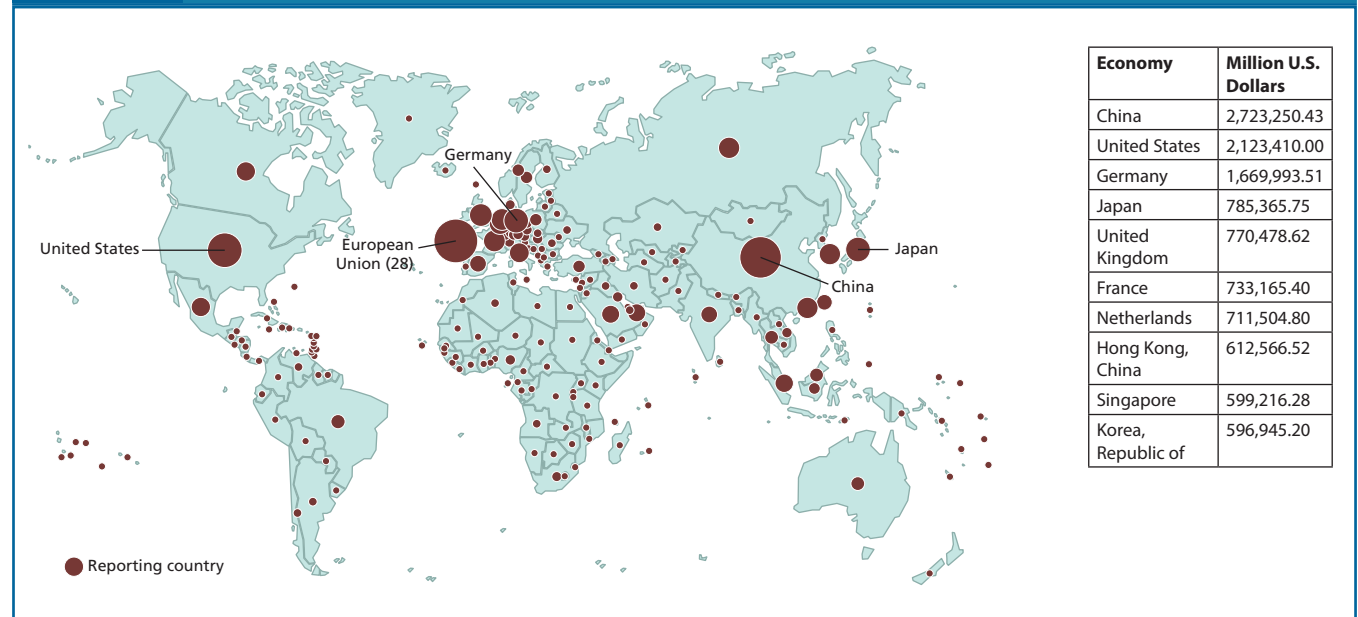 Germany
United States
European
Union (28)
Japan
China
Reporting country
Economy
Million U.S.
Dollars
China
2,723,250.43
United States
2,123,410.00
Germany
1,669,993.51
Japan
785,365.75
United
Kingdom
770,478.62
France
733,165.40
Netherlands
711,504.80
Hong Kong,
China
612,566.52
Singapore
599,216.28
Korea,
Republic of
596,945.20